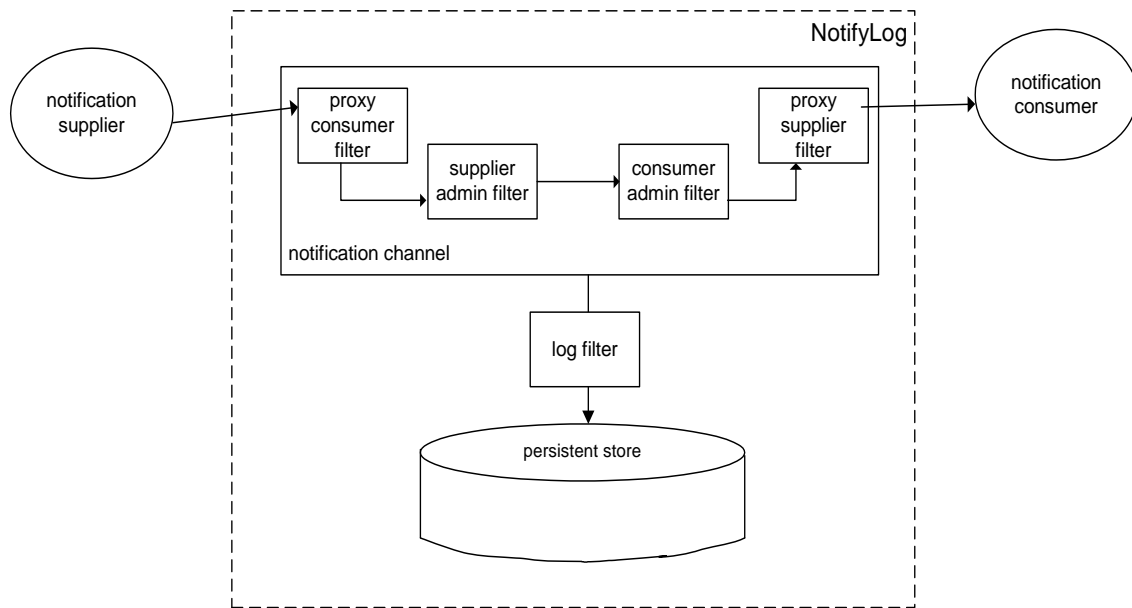 NotifyLog
notification
supplier
proxy
consumer
filter
supplier
admin filter
consumer
admin filter
proxy
supplier
filter
notification
consumer
notification channel
log filter
persistent store